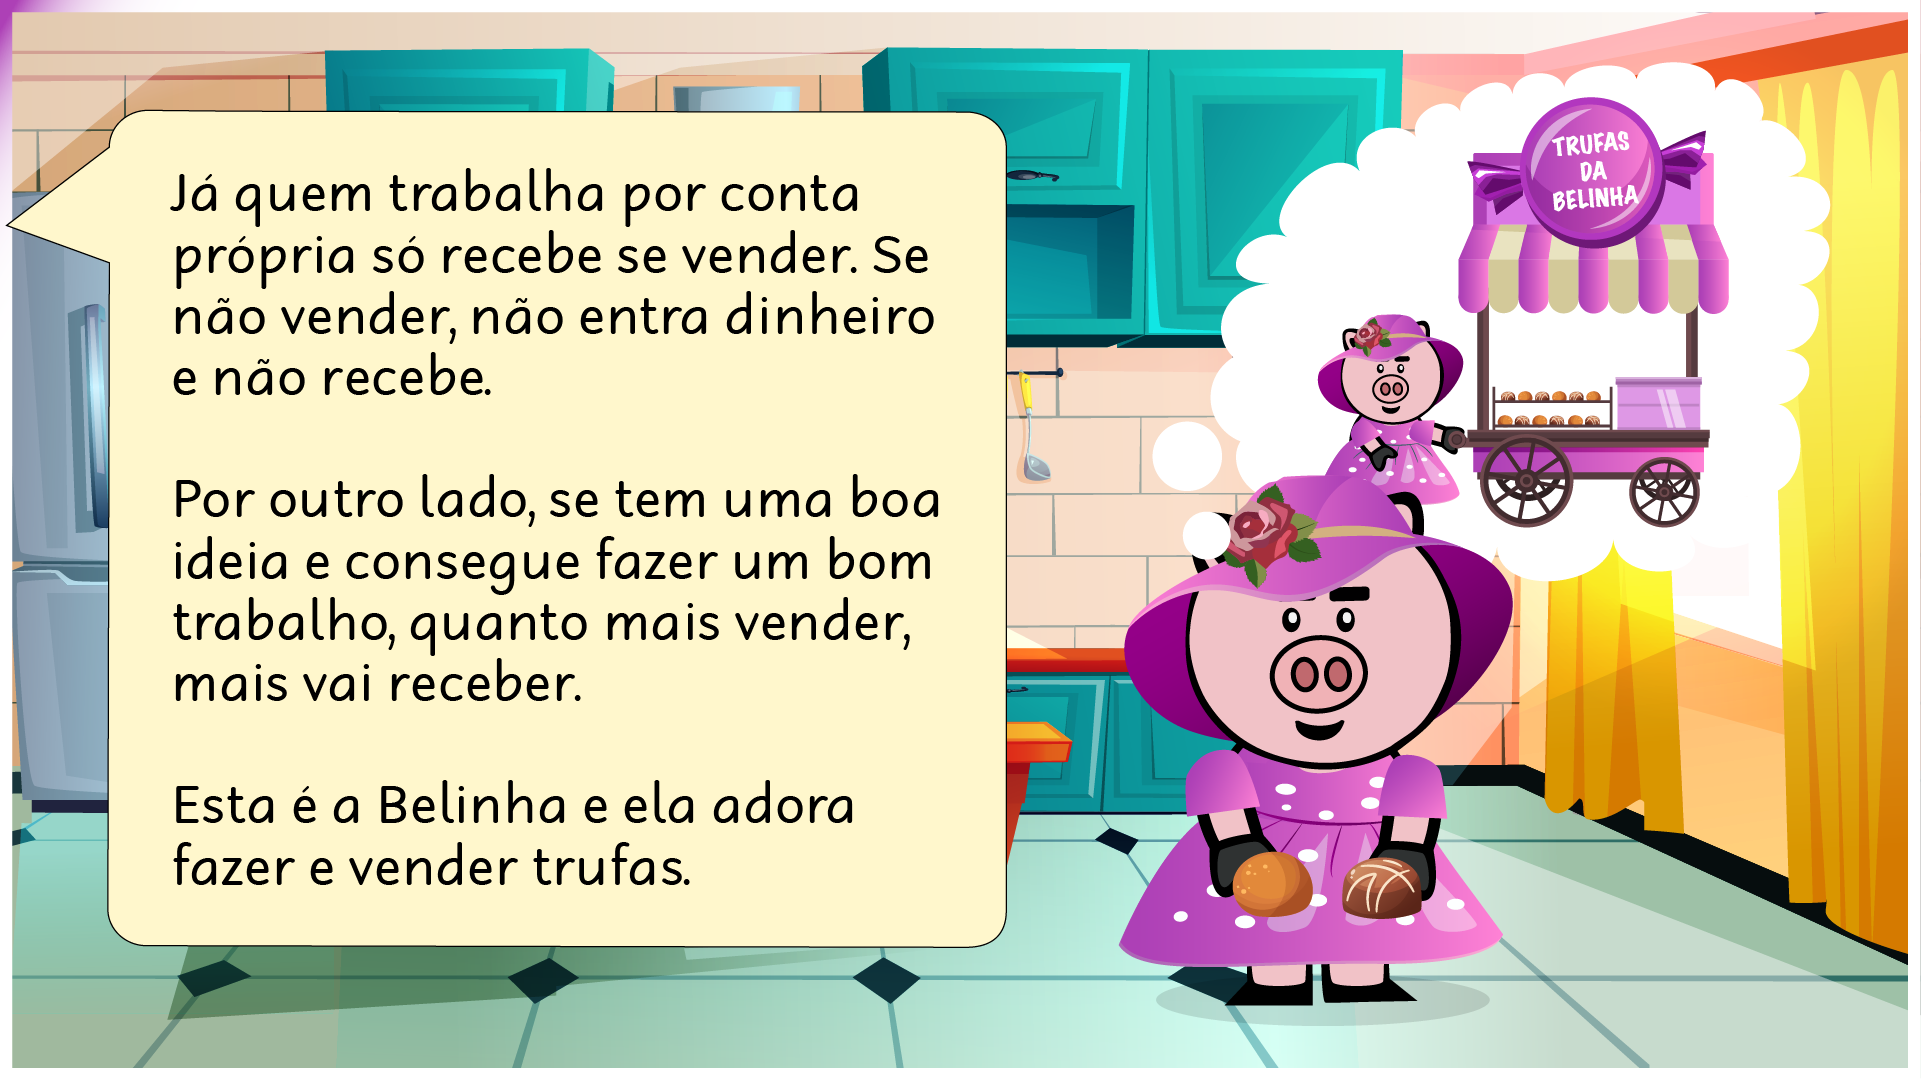 Já quem trabalha por conta
própria só recebe se vender. Se
não vender, não entra dinheiro
e não recebe.
Por outro lado, se tem uma boa
ideia e consegue fazer um bom
trabalho, quanto mais vender,
mais vai receber.
Esta é a Belinha e ela adora
fazer e vender trufas.
TRUFAS
DA
BELINHA